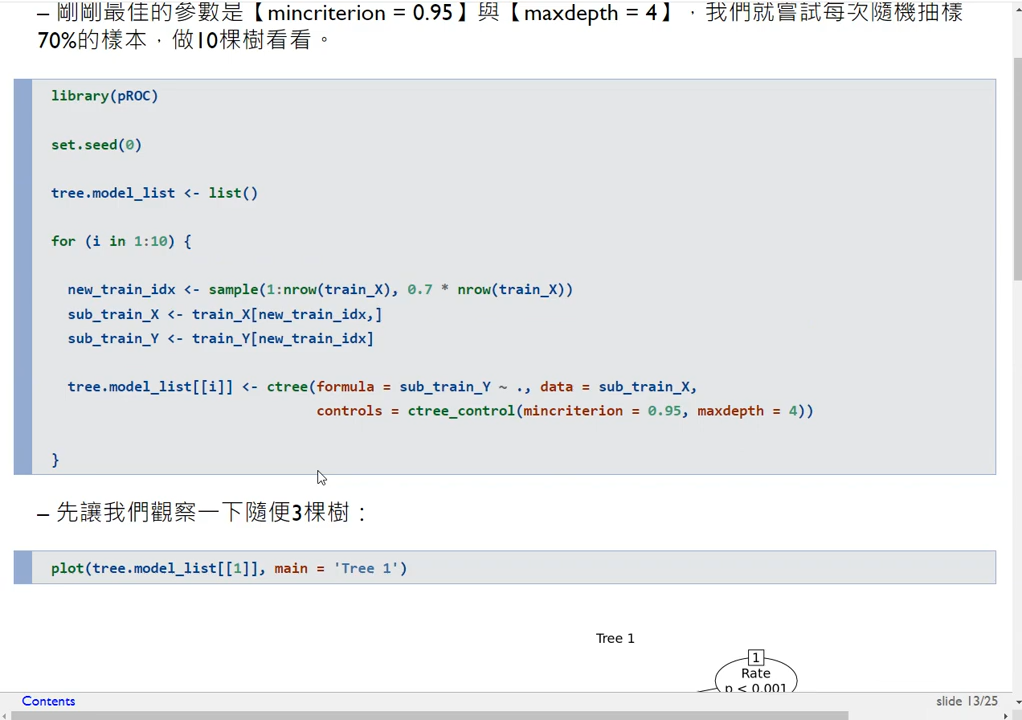 – 剛剛最佳的參數是【mincriterion = 0.95】與【maxdepth = 4】，我們就嘗試每次隨機抽樣
70%的樣本，做10棵樹看看。
library(pROC)
set.seed(0)
tree.model_list <- list()
for (i in 1:10) {
new_train_idx <- sample(1:nrow(train_X), 0.7 * nrow(train_X))
sub_train_X <- train_X[new_train_idx,]
sub_train_Y <- train_Y[new_train_idx]
tree.model_list[[i]] <- ctree(formula = sub_train_Y ~ ., data = sub_train_X,
controls = ctree_control(mincriterion = 0.95, maxdepth = 4))
}
– 先讓我們觀察一下隨便3棵樹：
plot(tree.model_list[[1]], main = 'Tree 1')
Tree 1
1
Rate
p < 0.001
Contents
slide 13/25